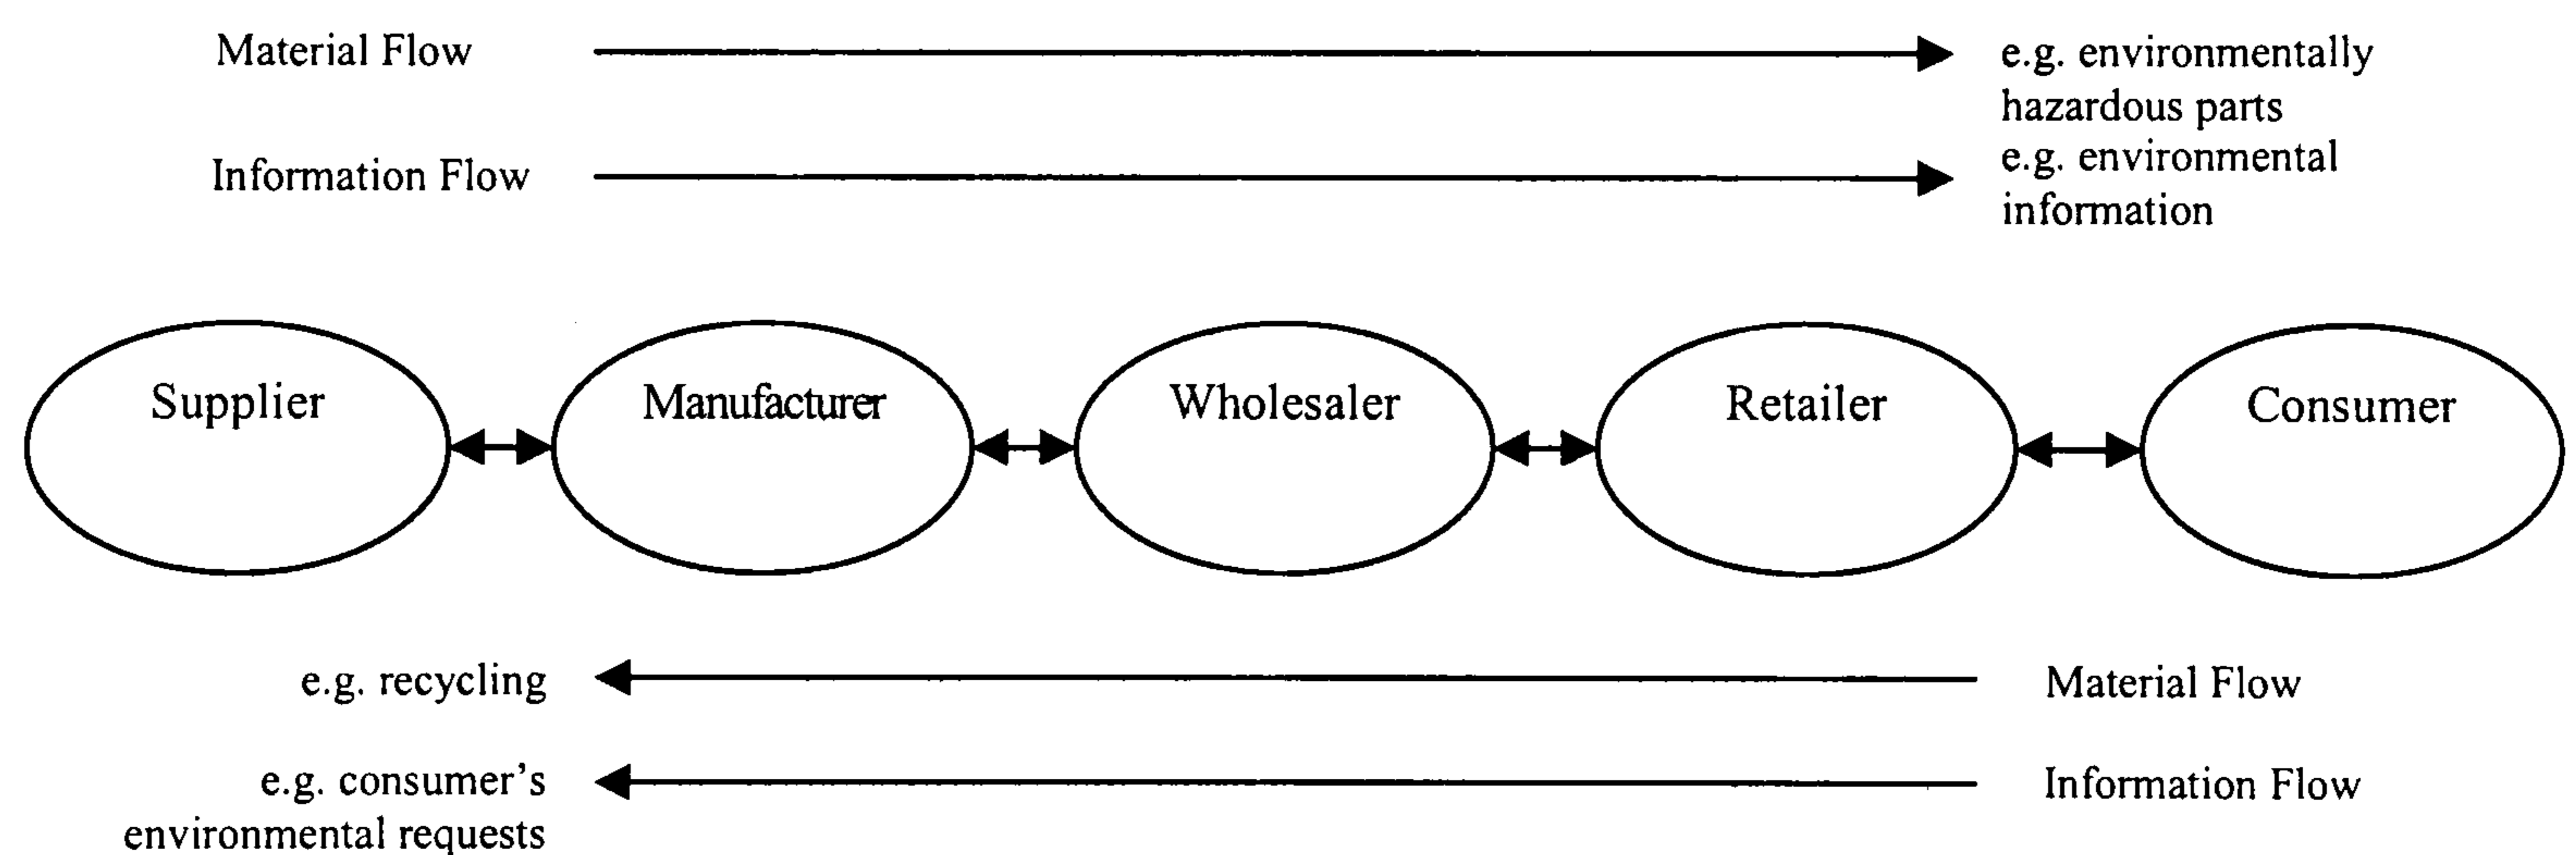 Material Flow
e.g. environmentally
hazardous parts
Information Flow
e.g. environmental
information
Supplier
Manufacturer
Wholesaler
Retailer
Consumer
e.g. recycling
Material Flow
e.g. consumer's
environmental requests
Information Flow